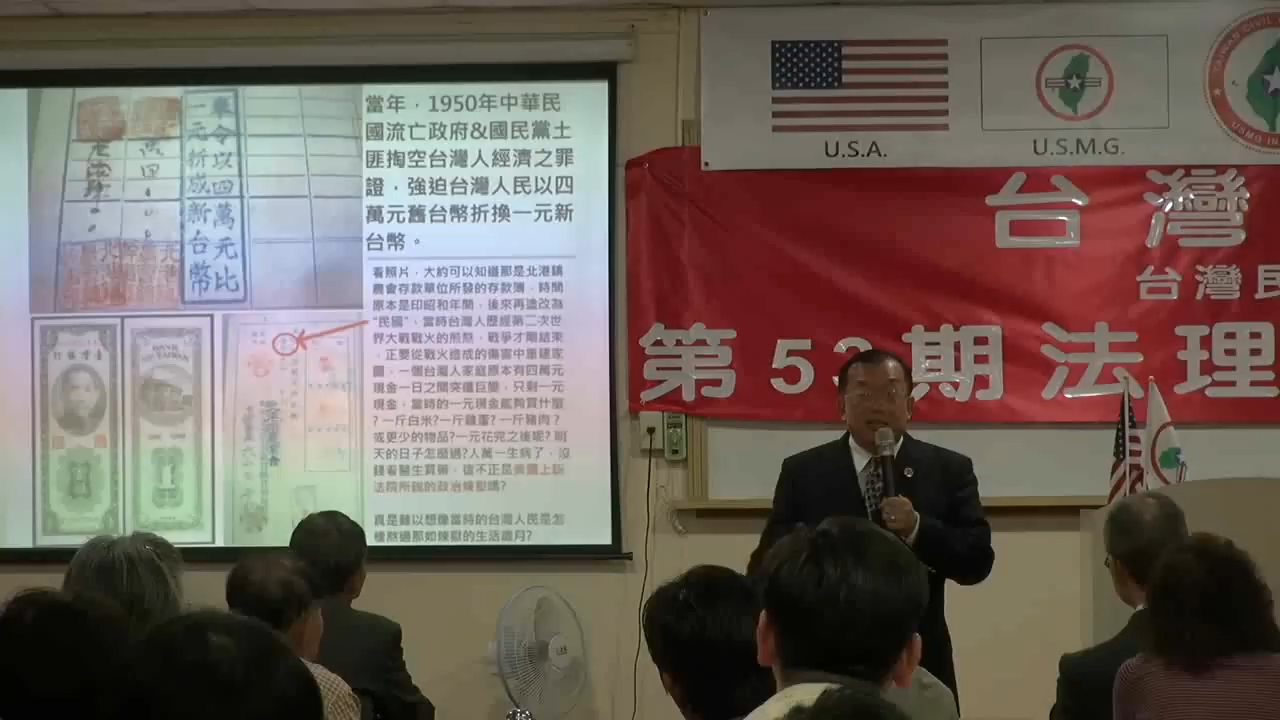 當年，1950年中華民
國流亡政府&國民黨土
匪掏空台灣人經濟之罪
證，強迫台灣人民以四
萬元舊台幣折換一元新
台幣。
看照片，大約可以知道那是北港鎮
農會存款單位所發的存款簿，時間
原本是印昭和年間，後來再塗改為
"民國"，當時台灣人歷經第二次世
界大戰戰火的煎熬，戰爭才剛結束
，正要從戰火造成的傷害中重建家
園，一個台灣人家庭原本有四萬元
現金一日之間突遭巨變，只剩一元
現金，當時的一元現金能夠買什麼
？一斤白米?一斤雞蛋？一斤豬肉？
或更少的物品?一元花完之後呢? 明
天的日子怎麼過?人萬一生病了，沒
錢看醫生買藥，這不正是美國上訴
法院所說的政治煉獄嗎?
真是難以想像當時的台灣人民是怎
樣熬過那如煉獄的生活歲月?
奉令以四萬元比
一元折成新台幣
BANK
OF TAIWAN
U.S.A.
U.S.M.G.
TAIWAN CIVIL
台灣
台灣民
第53期法理